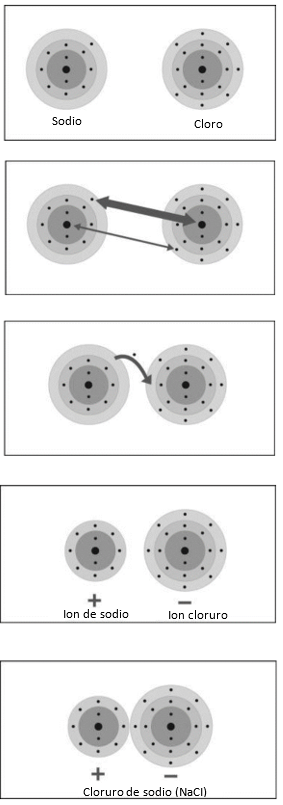 Sodio
Cloro
+
−
Ion de sodio
Ion cloruro
+
−
Cloruro de sodio (NaCl)